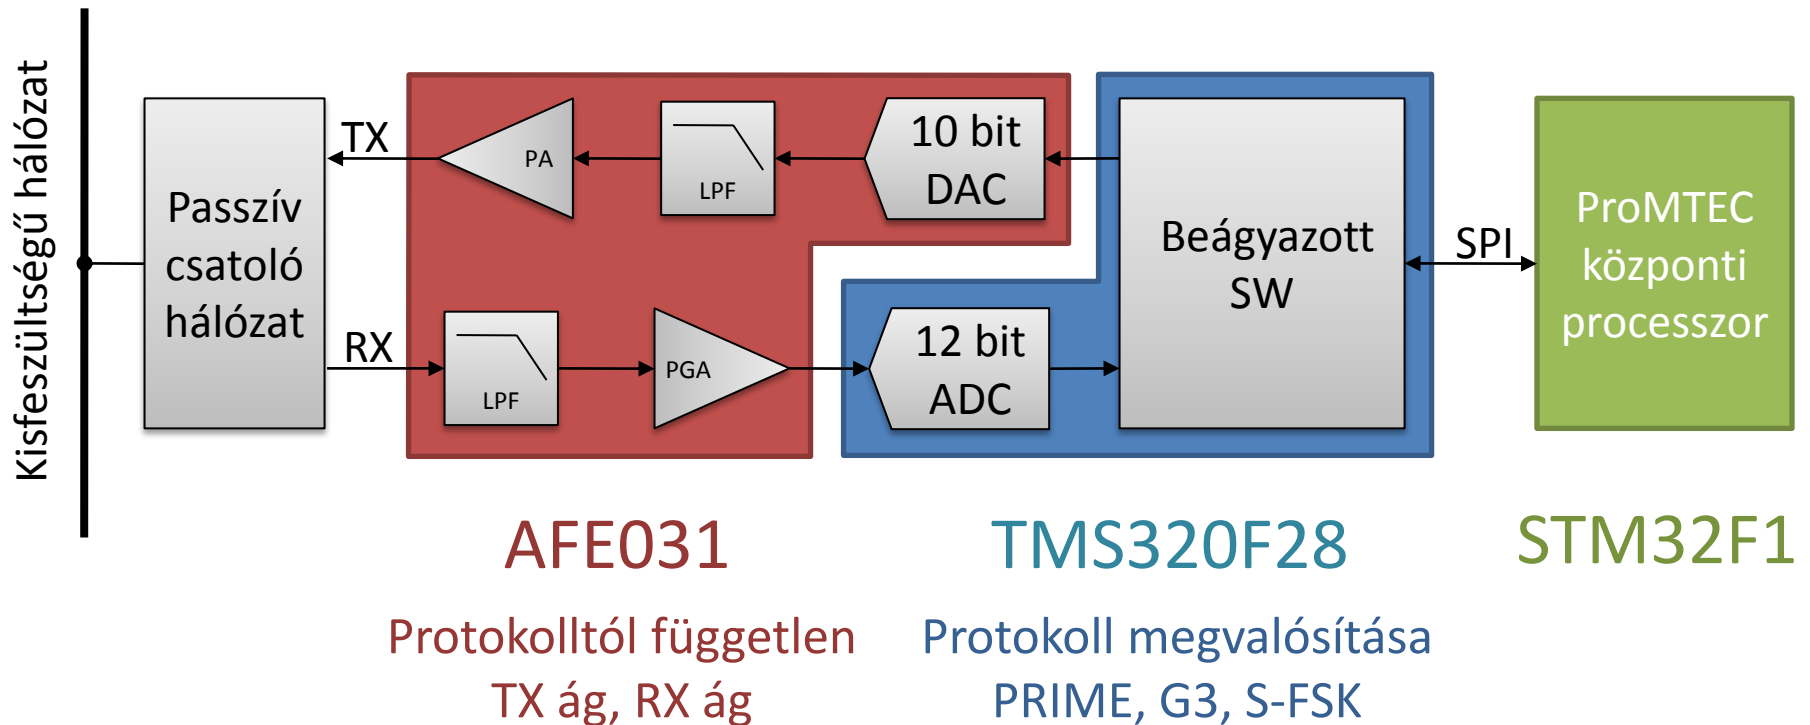 Kisfeszültségű hálózat
Passzív
csatoló
hálózat
TX
RX
PA
LPF
10 bit
DAC
LPF
PGA
12 bit
ADC
Beágyazott
SW
SPI
ProMTEC
központi
processzor
AFE031
TMS320F28
STM32F1
Protokolltól független
TX ág, RX ág
Protokoll megvalósítása
PRIME, G3, S-FSK